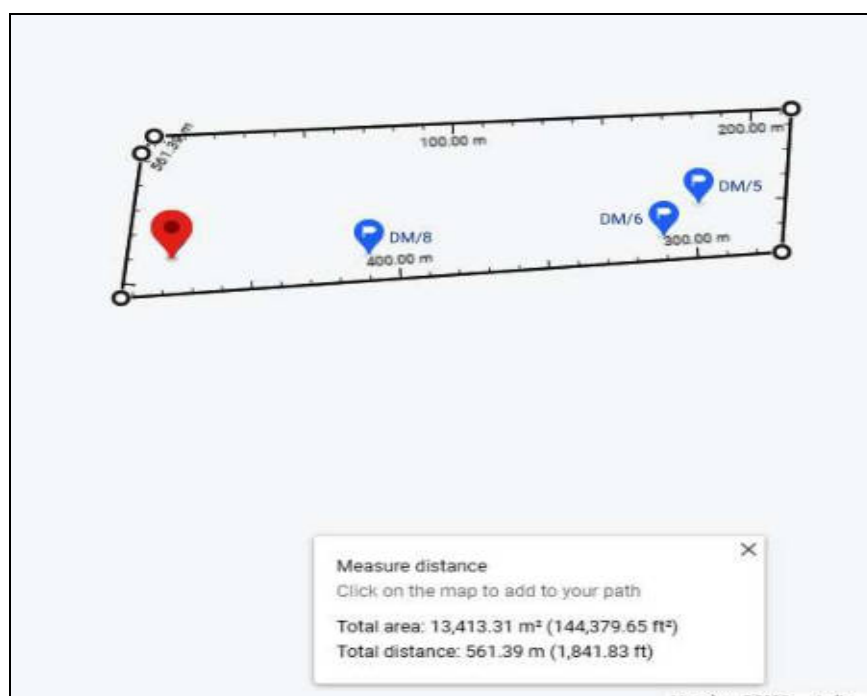 561.39 m
100.00 m
200.00 m
DM/5
DM/6
DM/8
300.00 m
400.00 m
Measure distance
Click on the map to add to your path
Total area: 13,413.31 m² (144,379.65 ft²)
Total distance: 561.39 m (1,841.83 ft)